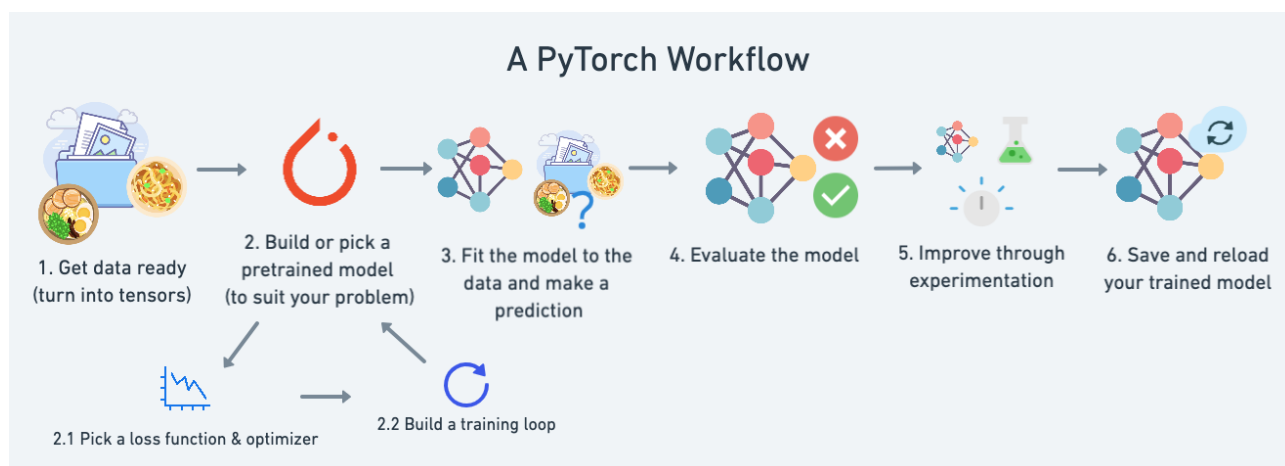 A PyTorch Workflow
1. Get data ready
(turn into tensors)
2. Build or pick a
pretrained model
(to suit your problem)
3. Fit the model to the
data and make a
prediction
4. Evaluate the model
5. Improve through
experimentation
6. Save and reload
your trained model
2.1 Pick a loss function & optimizer
2.2 Build a training loop